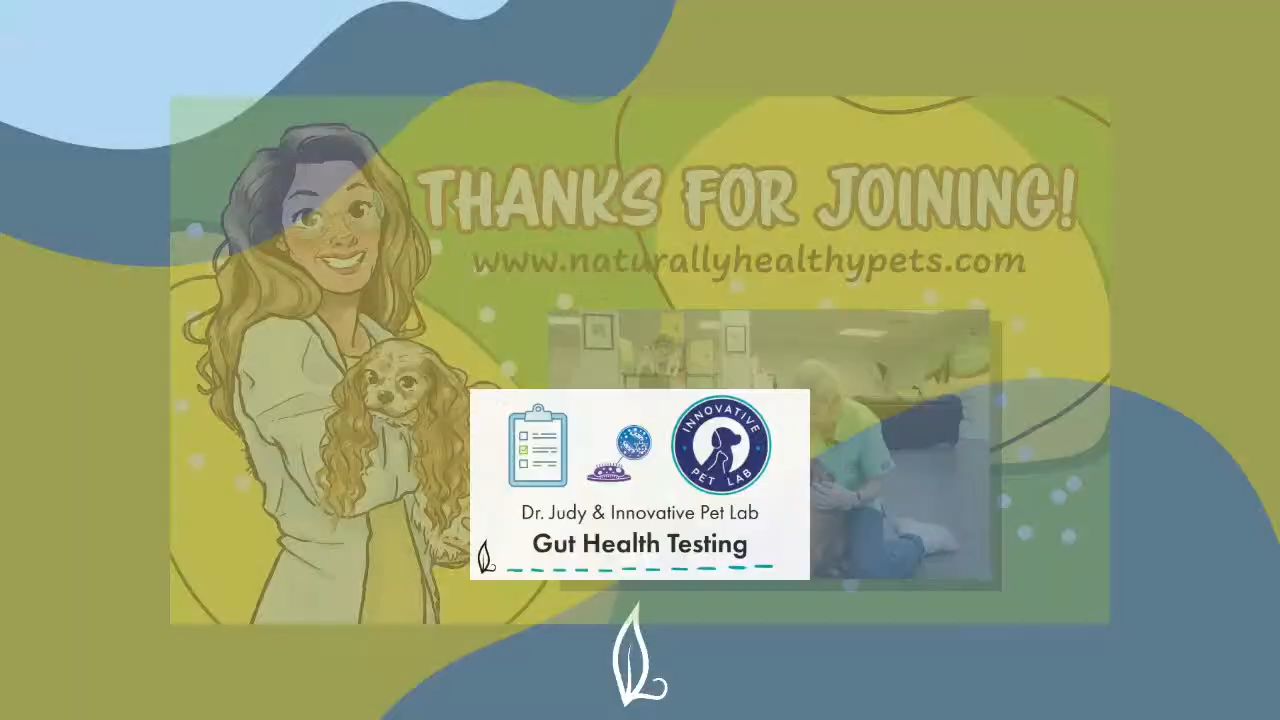 THANKS FOR JOINING!
www.naturallyhealthypets.com
INNOVATIVE
PET LAB
Dr. Judy & Innovative Pet Lab
Gut Health Testing